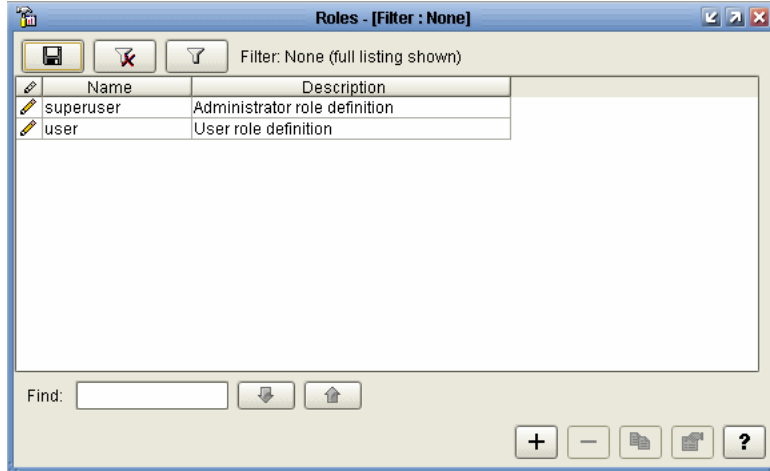 Roles - [Filter : None]
Filter: None (full listing shown)
Name Description
superuser Administrator role definition
user User role definition
Find:
+ - ?